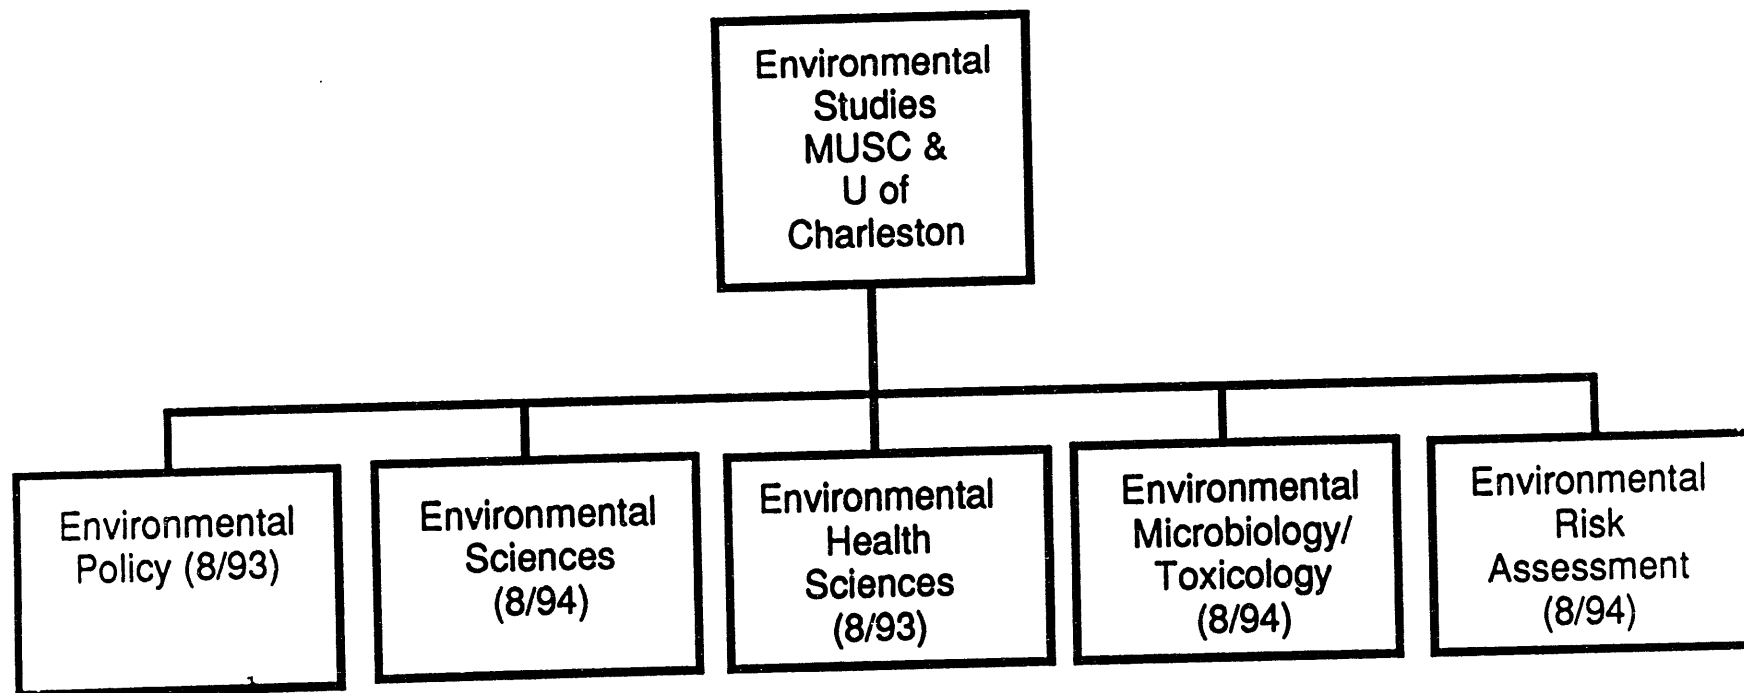 Environmental
Studies
MUSC &
U of
Charleston
Environmental
Policy (8/93)
Environmental
Sciences
(8/94)
Environmental
Health
Sciences
(8/93)
Environmental
Microbiology/
Toxicology
(8/94)
Environmental
Risk
Assessment
(8/94)